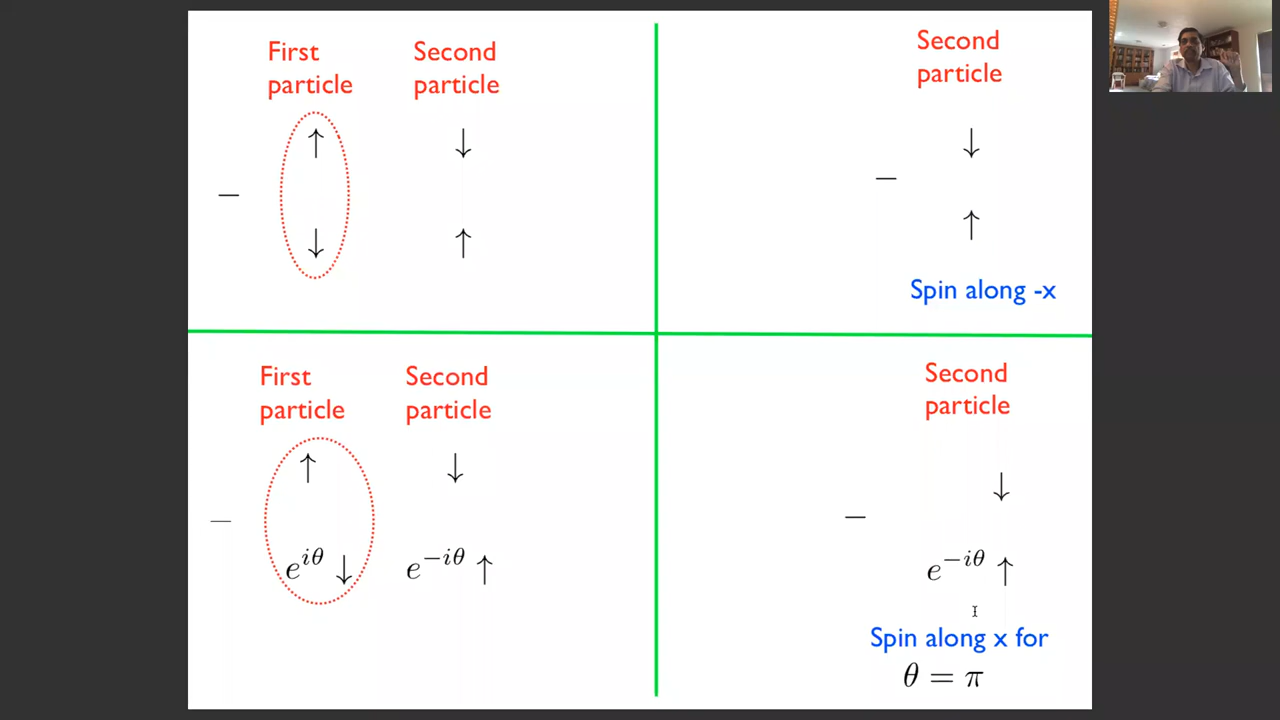 First Second
particle particle
↑ ↓
−
↓ ↑
Second
particle
↓
−
↑
Spin along -x
First Second
particle particle
↑ ↓
−
e^{iθ} ↓ e^{−iθ} ↑
Second
particle
↓
−
e^{−iθ} ↑
Spin along x for
θ = π